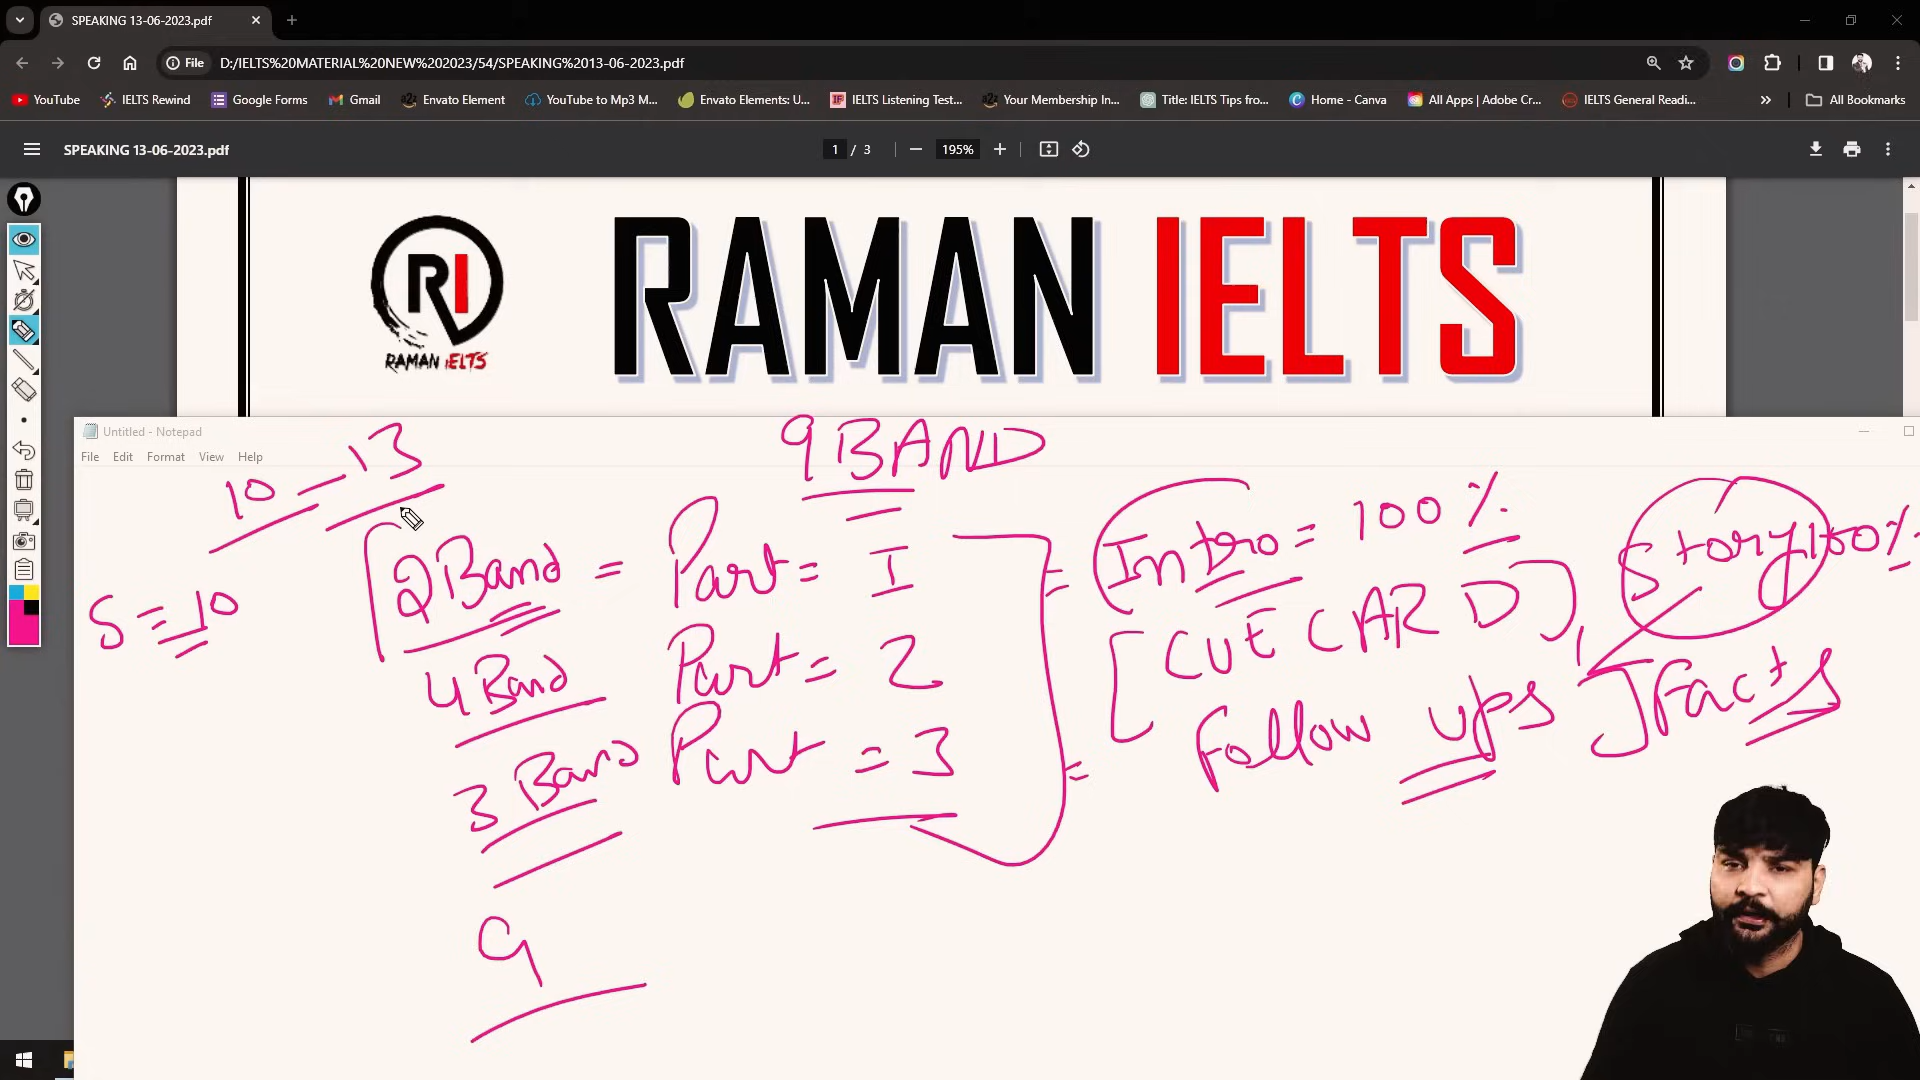 SPEAKING 13-06-2023.pdf
File D:/IELTS%20MATERIAL%20NEW%202023/54/SPEAKING%2013-06-2023.pdf
YouTube IELTS Rewind Google Forms Gmail Envato Element YouTube to Mp3 M... Envato Elements: U... IELTS Listening Test... Your Membership In... Title: IELTS Tips fro... Home - Canva All Apps | Adobe Cr... IELTS General Readi... » All Bookmarks
SPEAKING 13-06-2023.pdf 1 / 3 195%
RI
RAMAN IELTS
RAMAN IELTS
Untitled - Notepad
File Edit Format View Help
9 BAND
10 - 13
2 Band = Part = I = Intro = 100 % Story 100%
S = 10
4 Band Part = 2 [CUE CARD],
3 Band Part = 3 = Follow ups ] Facts
9